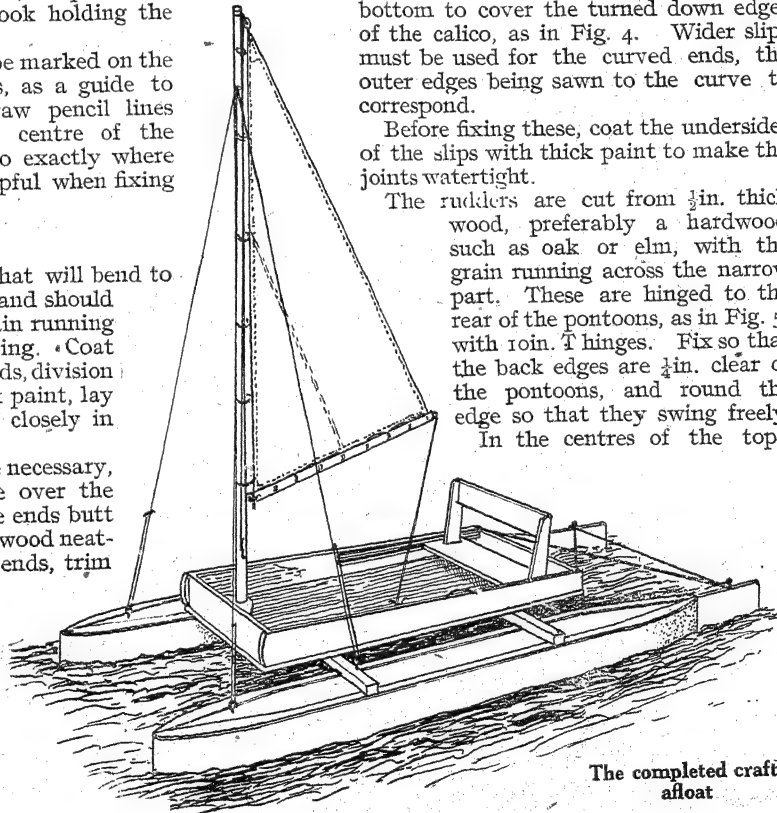 ook holding the
be marked on the
s, as a guide to
raw pencil lines
centre of the
o exactly where
pful when fixing
hat will bend to
and should
in running
ing. Coat
ds, division
paint, lay
closely in
necessary,
e over the
e ends butt
wood neat-
ends, trim
bottom to cover the turned down edge
of the calico, as in Fig. 4. Wider slip
must be used for the curved ends, th
outer edges being sawn to the curve t
correspond.
Before fixing these, coat the underside
of the slips with thick paint to make th
joints watertight.
The rudders are cut from ½in. thick
wood, preferably a hardwood
such as oak or elm, with th
grain running across the narrow
part. These are hinged to th
rear of the pontoons, as in Fig. 5
with 10in. T hinges. Fix so tha
the back edges are ¼in. clear o
the pontoons, and round th
edge so that they swing freely
In the centres of the top
The completed craft
afloat